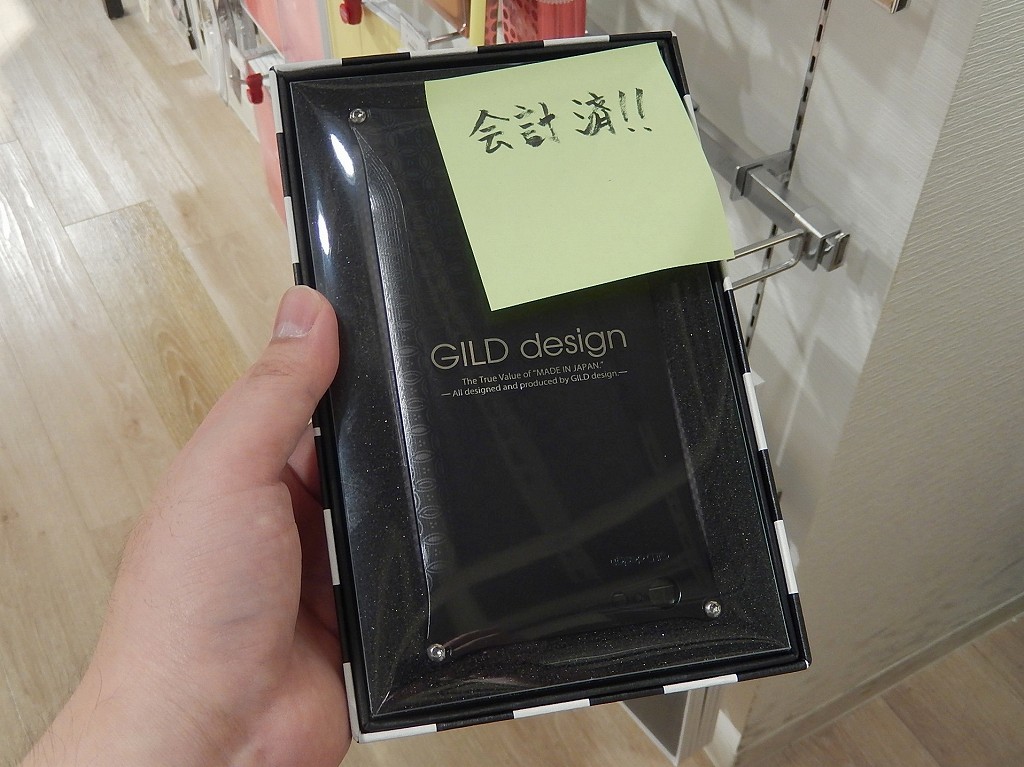 会計済!!
GILD design
The True Value of "MADE IN JAPAN."
— All designed and produced by GILD design.—